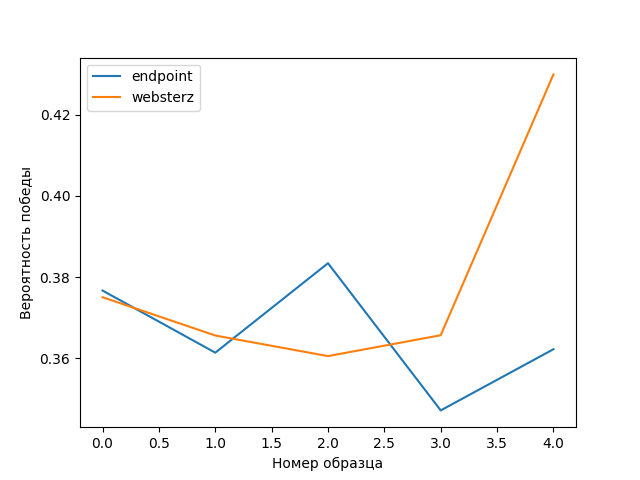 endpoint
websterz
0.42
0.40
0.38
0.36
Вероятность победы
0.0 0.5 1.0 1.5 2.0 2.5 3.0 3.5 4.0
Номер образца